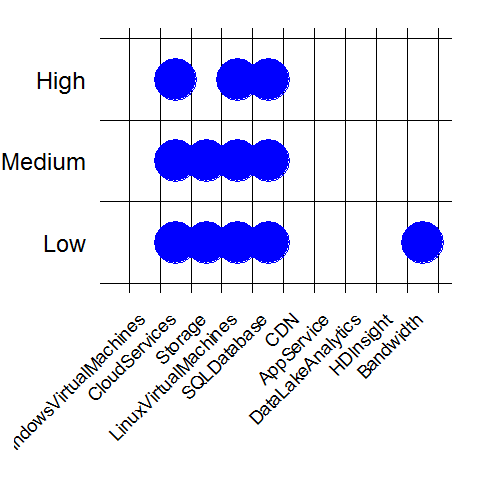 High
Medium
Low
ndowsVirtualMachines
CloudServices
Storage
LinuxVirtualMachines
SQLDatabase
CDN
AppService
DataLakeAnalytics
HDInsight
Bandwidth